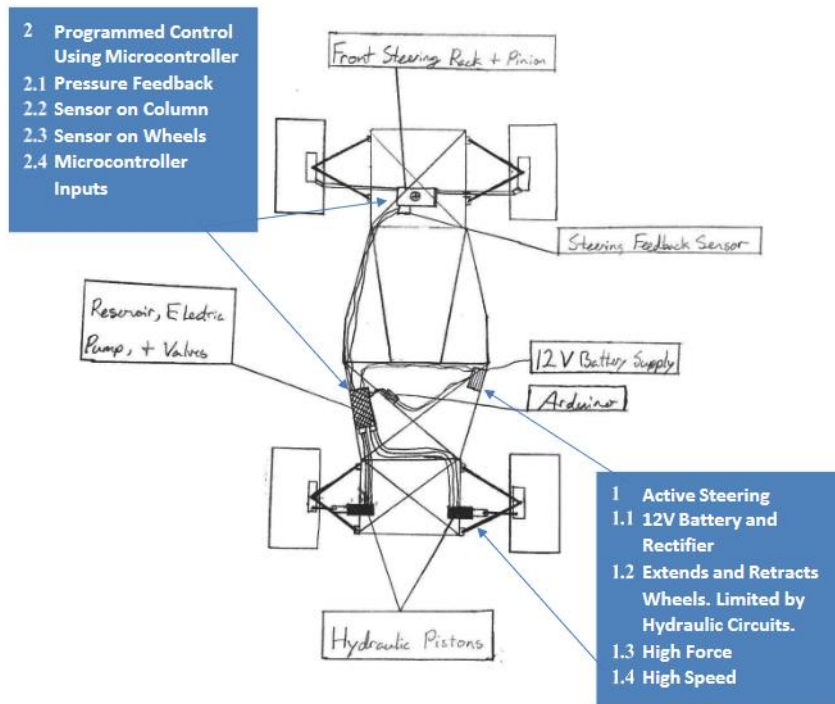 2 Programmed Control
Using Microcontroller
2.1 Pressure Feedback
2.2 Sensor on Column
2.3 Sensor on Wheels
2.4 Microcontroller
Inputs
Front Steering Rack + Pinion
Steering Feedback Sensor
Reservoir, Electric
Pump, + Valves
12V Battery Supply
Arduino
1 Active Steering
1.1 12V Battery and
Rectifier
1.2 Extends and Retracts
Wheels. Limited by
Hydraulic Circuits.
1.3 High Force
1.4 High Speed
Hydraulic Pistons